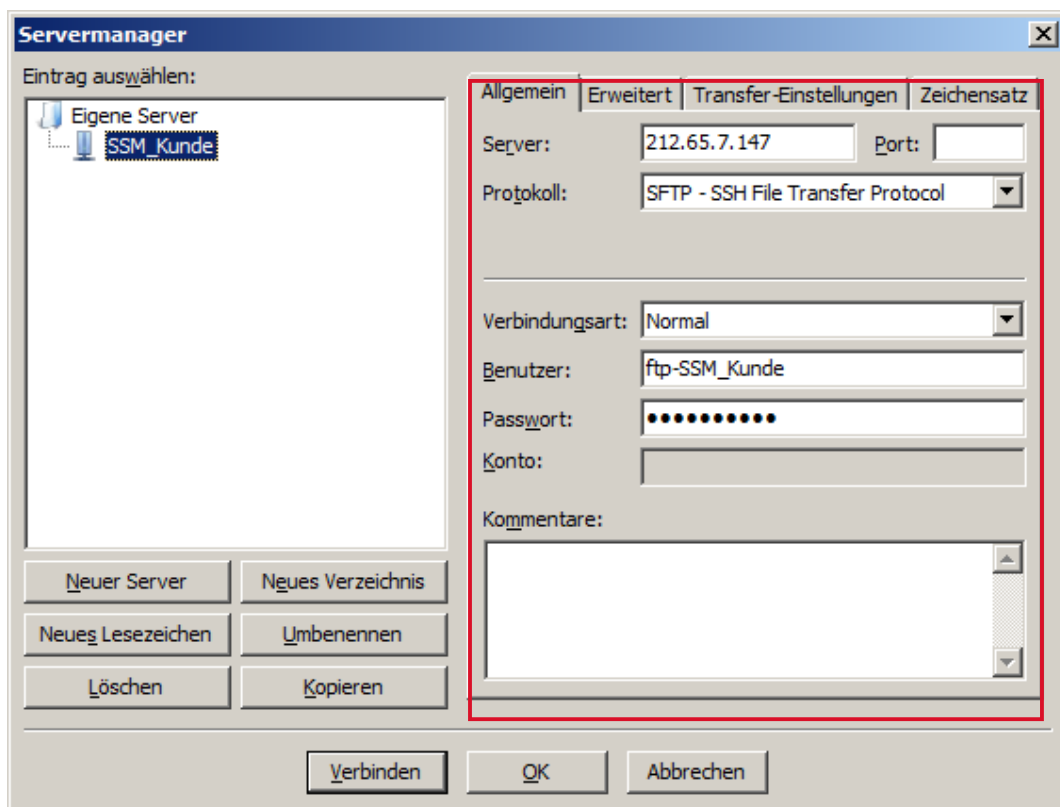 Servermanager
Eintrag auswählen:
Eigene Server
SSM_Kunde
Neuer Server
Neues Verzeichnis
Neues Lesezeichen
Umbenennen
Löschen
Kopieren
Allgemein
Erweitert
Transfer-Einstellungen
Zeichensatz
Server:
212.65.7.147
Port:
Protokoll:
SFTP - SSH File Transfer Protocol
Verbindungsart:
Normal
Benutzer:
ftp-SSM_Kunde
Passwort:
●●●●●●●●●●
Konto:
Kommentare:
Verbinden
OK
Abbrechen